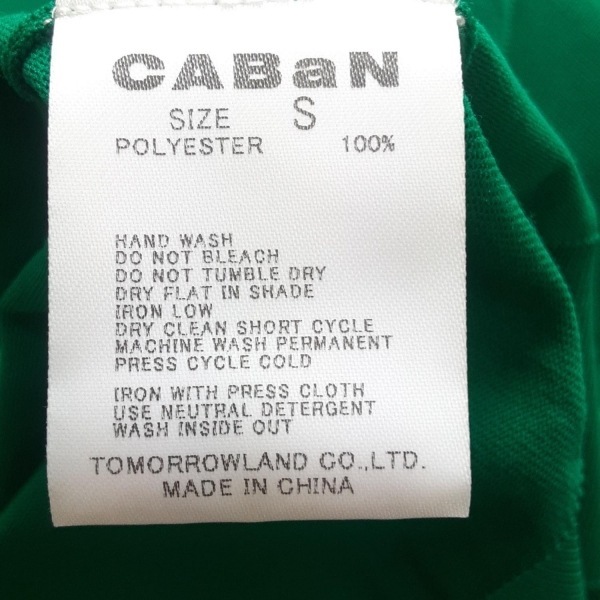 CABaN
SIZE S
POLYESTER 100%
HAND WASH
DO NOT BLEACH
DO NOT TUMBLE DRY
DRY FLAT IN SHADE
IRON LOW
DRY CLEAN SHORT CYCLE
MACHINE WASH PERMANENT
PRESS CYCLE COLD
IRON WITH PRESS CLOTH
USE NEUTRAL DETERGENT
WASH INSIDE OUT
TOMORROWLAND CO.,LTD.
MADE IN CHINA